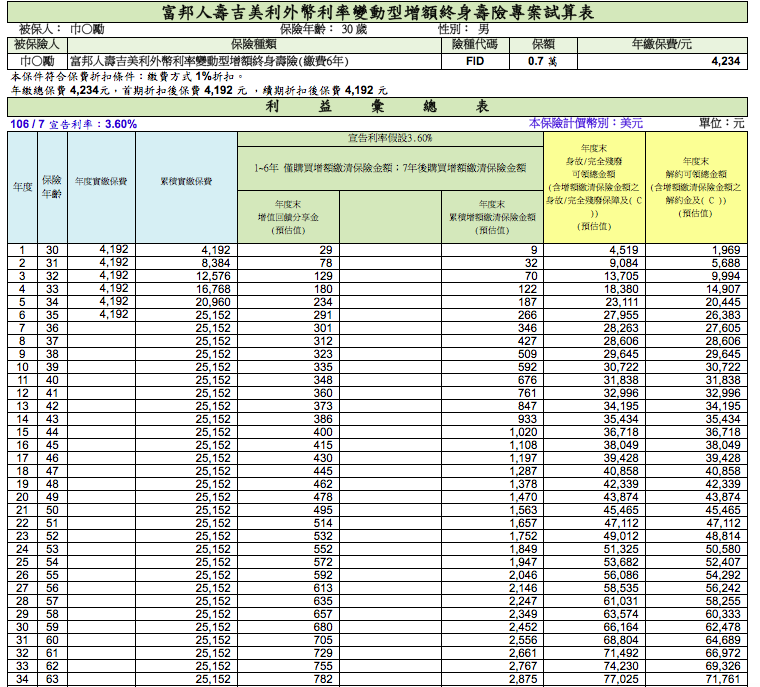 富邦人壽吉美利外幣利率變動型增額終身壽險專案試算表
被保人： 巾〇勵 保險年齡： 30 歲 性別： 男
被保險人 保險種類 險種代碼 保額 年繳保費/元
巾〇勵 富邦人壽吉美利外幣利率變動型增額終身壽險(繳費6年) FID 0.7 萬 4,234
本保件符合保費折扣條件：繳費方式 1%折扣。
年繳總保費 4,234元，首期折扣後保費 4,192 元 ，續期折扣後保費 4,192 元
利 益 彙 總 表
106 / 7 宣告利率：3.60% 本保險計價幣別：美元 單位：元
年度
保險
年齡
年度實繳保費
累積實繳保費
宣告利率假設3.60%
1~6年 僅購買增額繳清保險金額；7年後購買增額繳清保險金額
年度末
增值回饋分享金
(預估值)
年度末
累積增額繳清保險金額
(預估值)
年度末
身故/完全殘廢
可領總金額
(含增額繳清保險金額之
身故/完全殘廢保障及( C
))
(預估值)
年度末
解約可領總金額
(含增額繳清保險金額之
解約金及( C ))
(預估值)
1 30 4,192 4,192 29 9 4,519 1,969
2 31 4,192 8,384 78 32 9,084 5,688
3 32 4,192 12,576 129 70 13,705 9,994
4 33 4,192 16,768 180 122 18,380 14,907
5 34 4,192 20,960 234 187 23,111 20,445
6 35 4,192 25,152 291 266 27,955 26,383
7 36 25,152 301 346 28,263 27,605
8 37 25,152 312 427 28,606 28,606
9 38 25,152 323 509 29,645 29,645
10 39 25,152 335 592 30,722 30,722
11 40 25,152 348 676 31,838 31,838
12 41 25,152 360 761 32,996 32,996
13 42 25,152 373 847 34,195 34,195
14 43 25,152 386 933 35,434 35,434
15 44 25,152 400 1,020 36,718 36,718
16 45 25,152 415 1,108 38,049 38,049
17 46 25,152 430 1,197 39,428 39,428
18 47 25,152 445 1,287 40,858 40,858
19 48 25,152 462 1,378 42,339 42,339
20 49 25,152 478 1,470 43,874 43,874
21 50 25,152 495 1,563 45,465 45,465
22 51 25,152 514 1,657 47,112 47,112
23 52 25,152 532 1,752 49,012 48,814
24 53 25,152 552 1,849 51,325 50,580
25 54 25,152 572 1,947 53,682 52,407
26 55 25,152 592 2,046 56,086 54,292
27 56 25,152 613 2,146 58,535 56,242
28 57 25,152 635 2,247 61,031 58,255
29 58 25,152 657 2,349 63,574 60,333
30 59 25,152 680 2,452 66,164 62,478
31 60 25,152 705 2,556 68,804 64,689
32 61 25,152 729 2,661 71,492 66,972
33 62 25,152 755 2,767 74,230 69,326
34 63 25,152 782 2,875 77,025 71,761